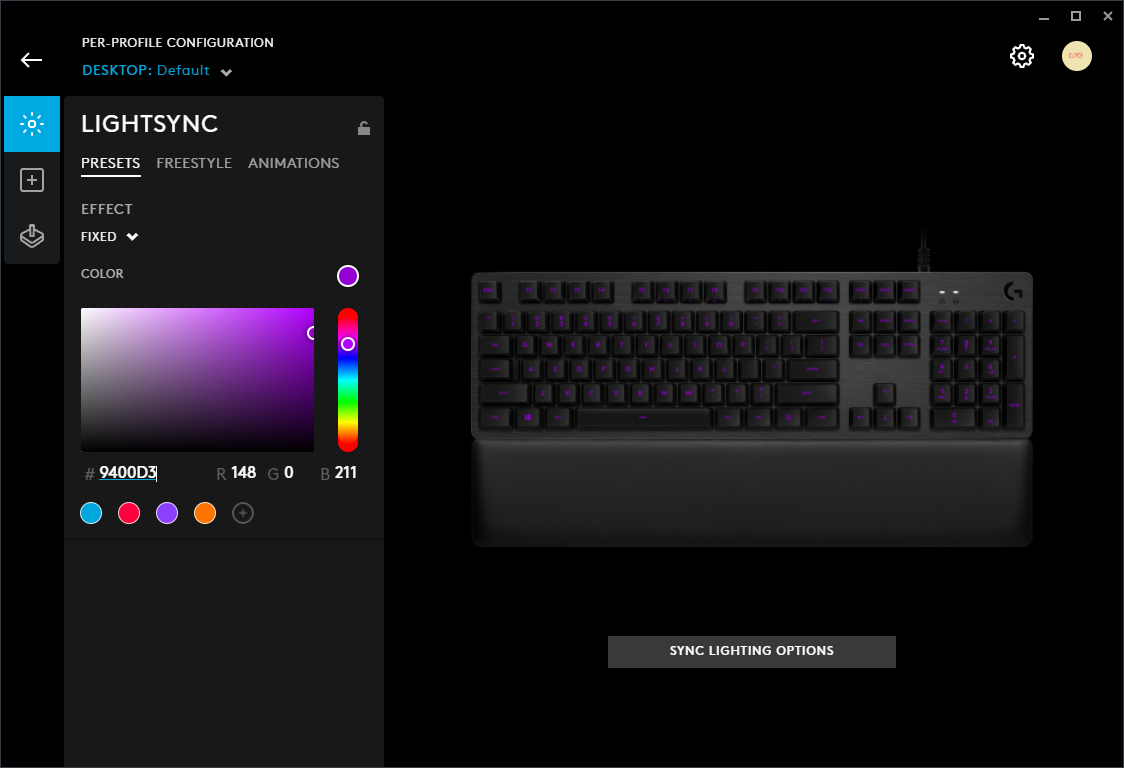 PER-PROFILE CONFIGURATION
DESKTOP: Default
LIGHTSYNC
PRESETS FREESTYLE ANIMATIONS
EFFECT
FIXED
COLOR
# 9400D3 R 148 G 0 B 211
SYNC LIGHTING OPTIONS